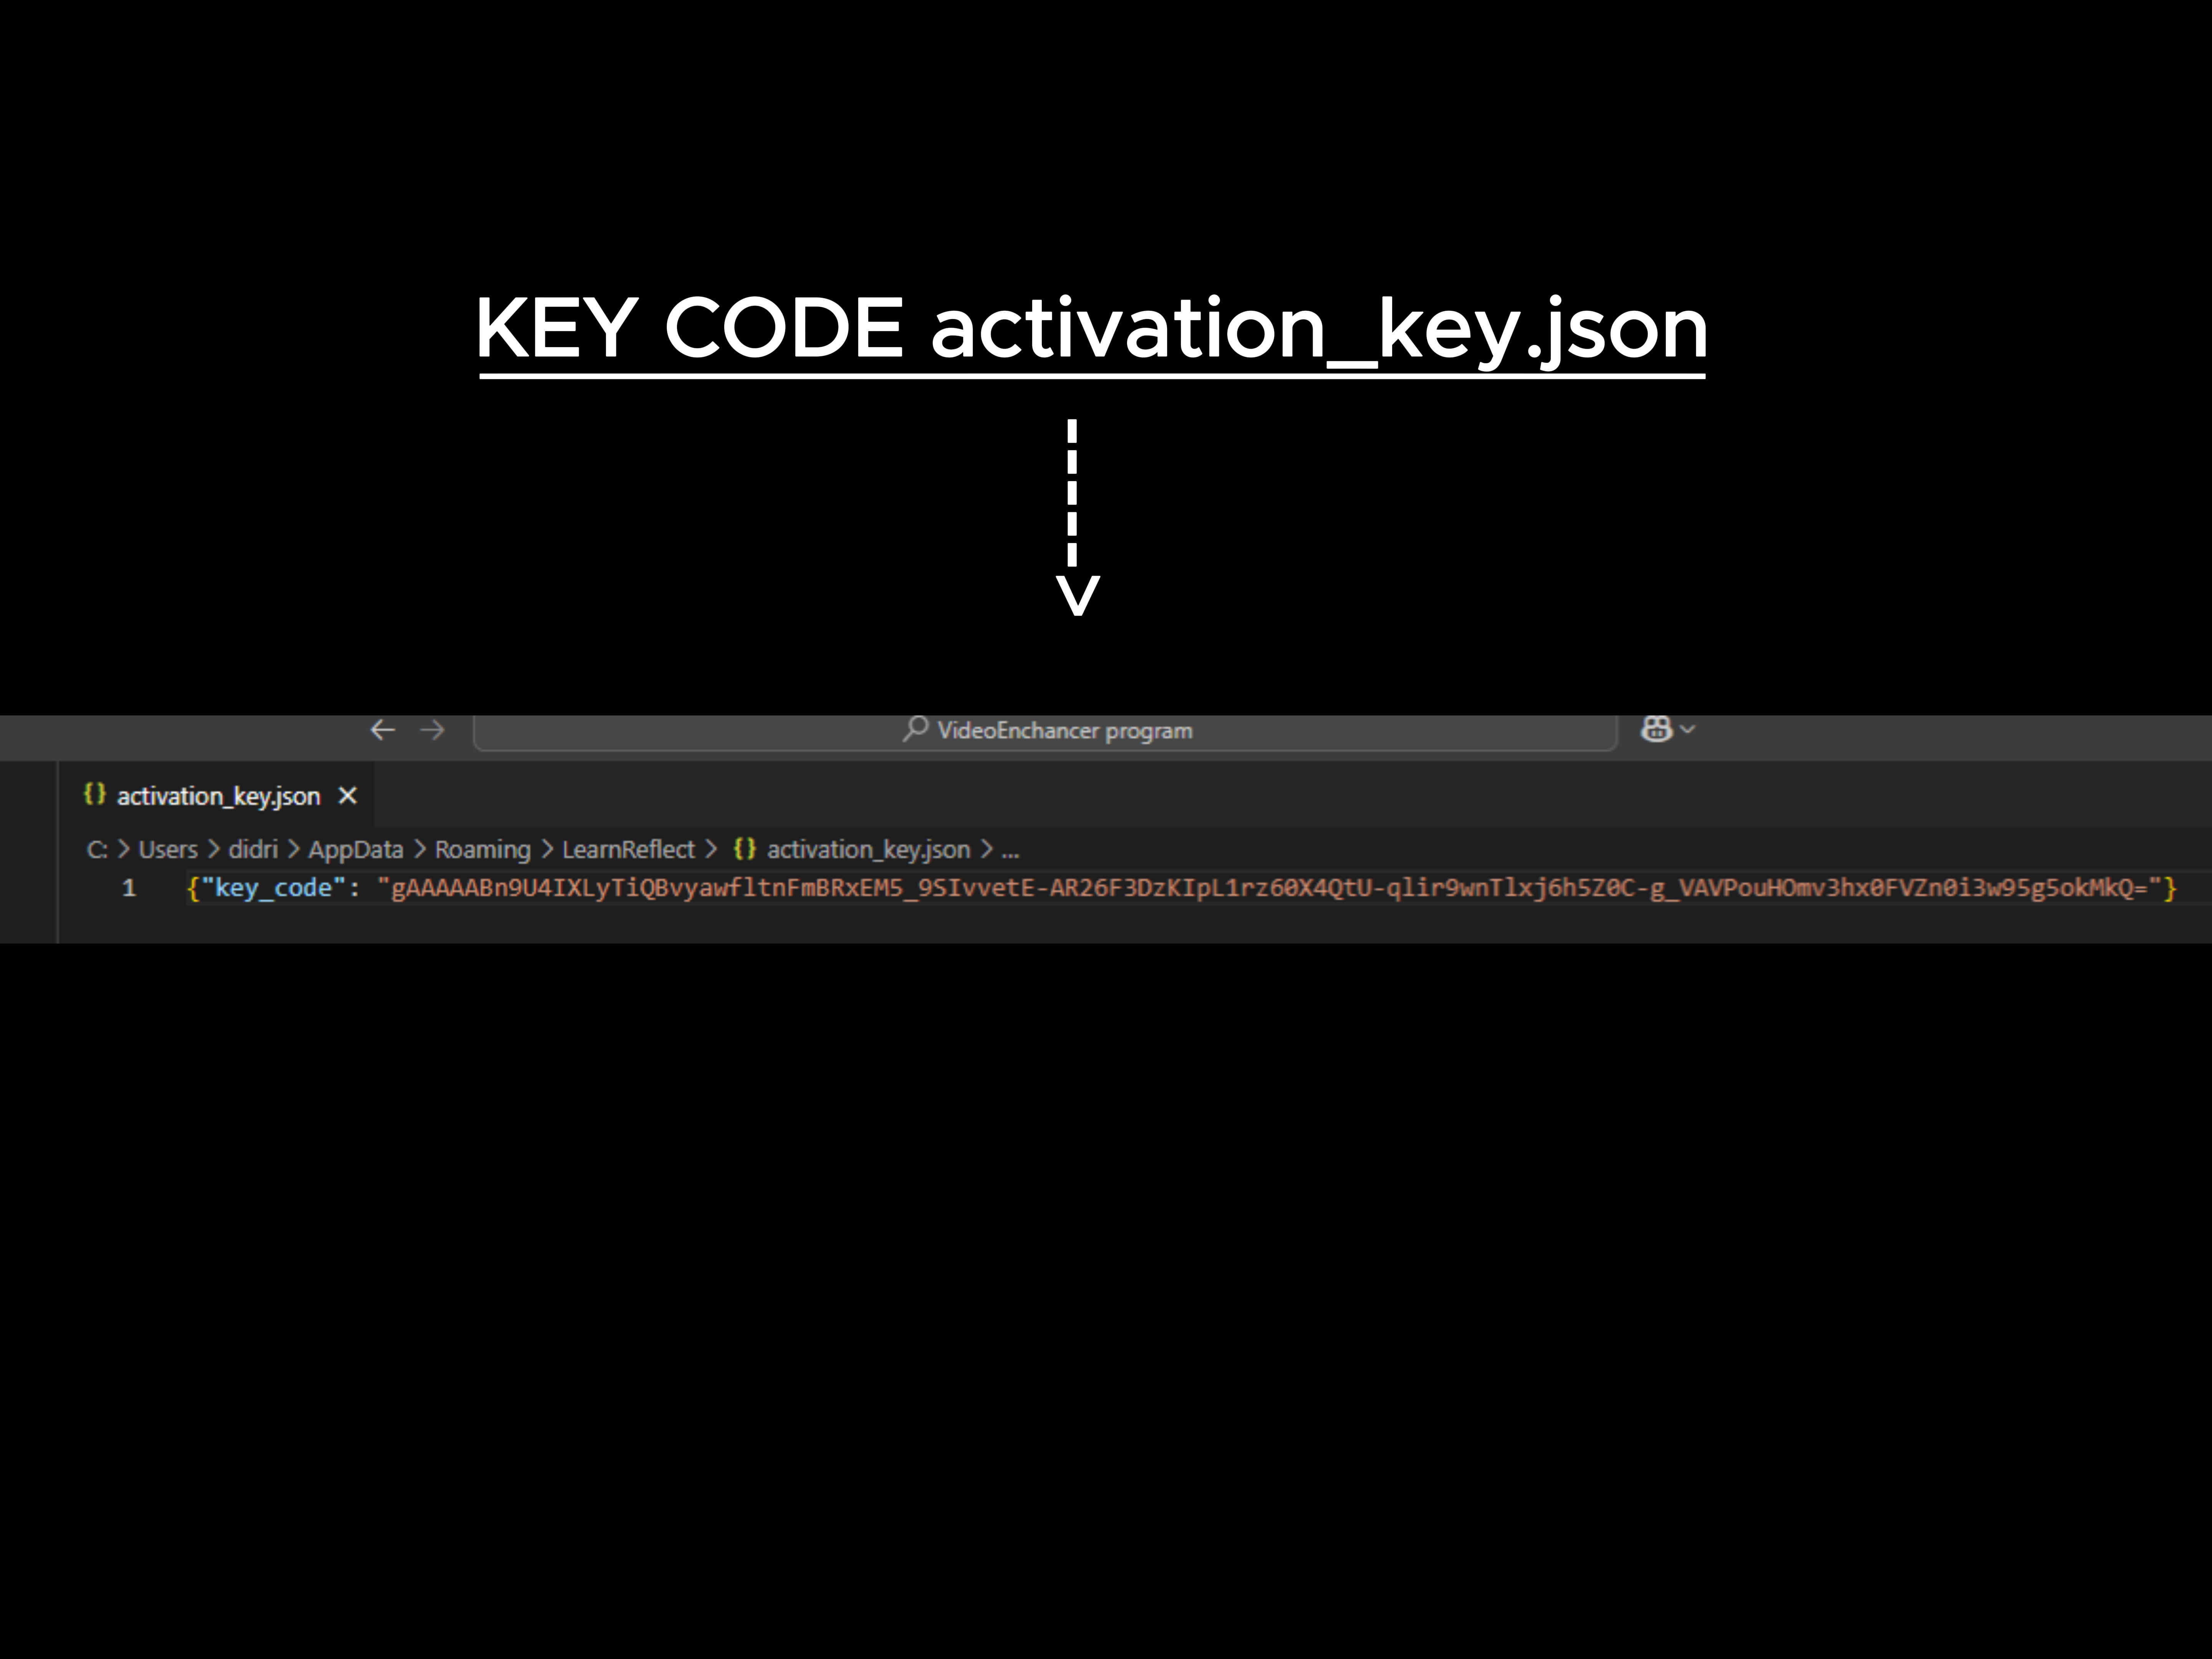 KEY CODE activation_key.json
VideoEnchancer program
activation_key.json
C: > Users > didri > AppData > Roaming > LearnReflect > {} activation_key.json > ...
1 {"key_code": "gAAAAABn9U4IXLyTiQBvyawfltnFmBRxEM5_9SIvvetE-AR26F3DzKIpL1rz60X4QtU-qlir9wnTlxj6h5Z0C-g_VAVPouHOmv3hx0FVZn0i3w95g5okMkQ="}